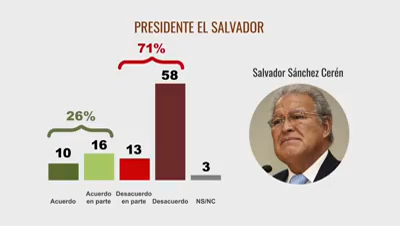 PRESIDENTE EL SALVADOR
71%
58
Salvador Sánchez Cerén
26%
10
16
13
3
Acuerdo
Acuerdo
en parte
Desacuerdo
en parte
Desacuerdo
NS/NC